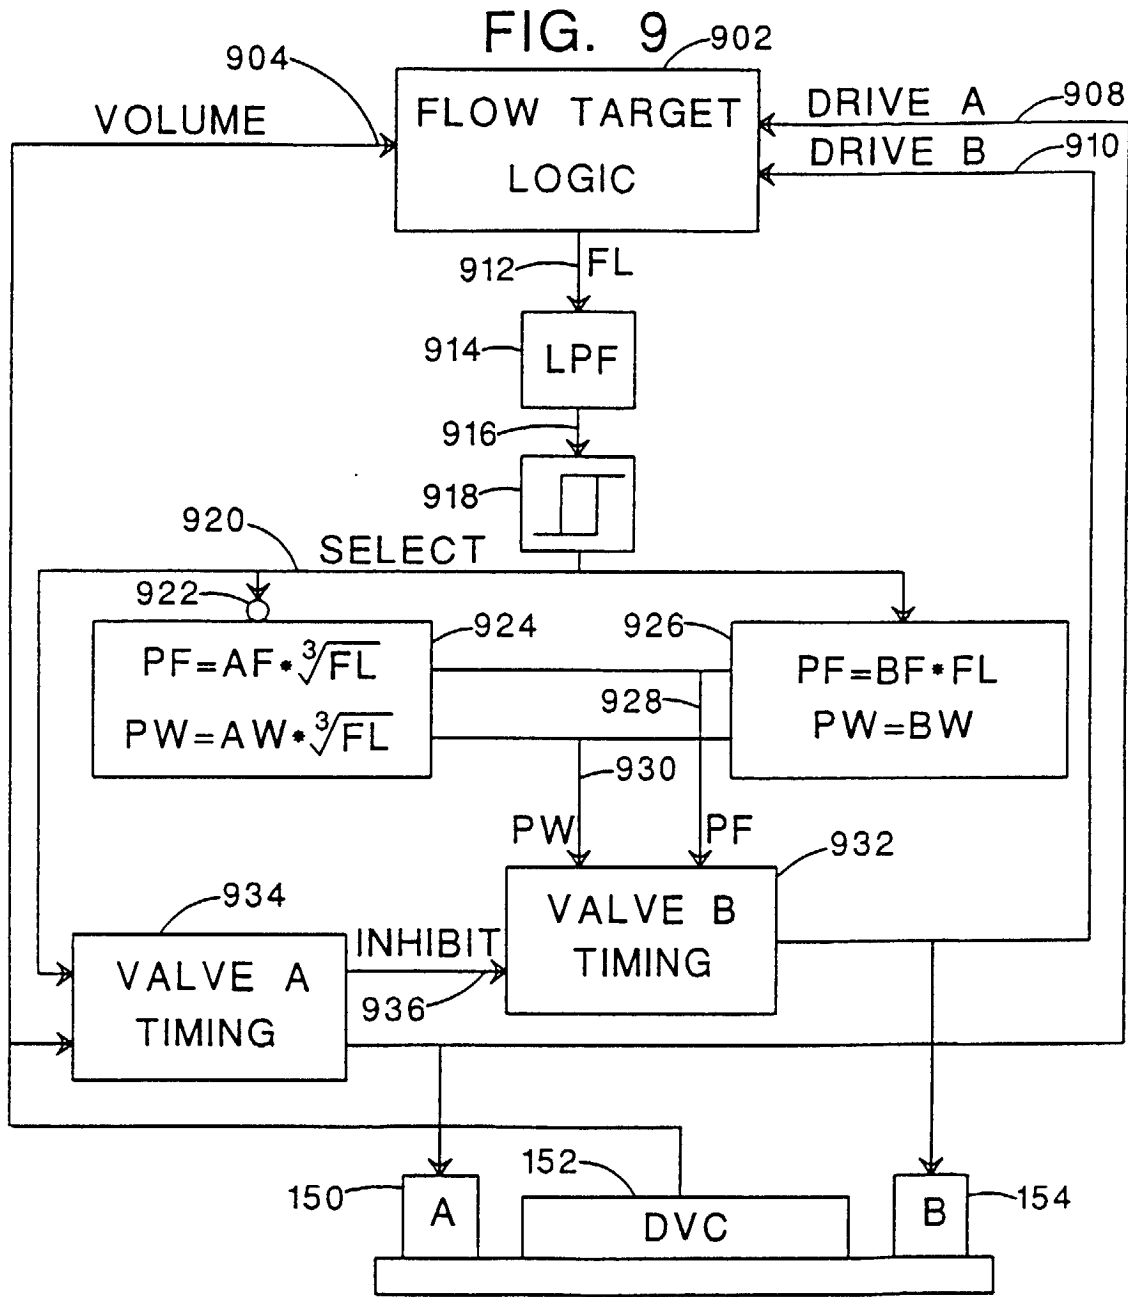 FIG. 9
902
904
VOLUME
FLOW TARGET
LOGIC
DRIVE A
908
DRIVE B
910
912
FL
914
LPF
916
918
920
SELECT
922
924
926
PF=AF*∛FL
PW=AW*∛FL
928
PF=BF*FL
PW=BW
930
PW
PF
932
934
VALVE B
TIMING
INHIBIT
936
VALVE A
TIMING
150
A
152
DVC
B
154